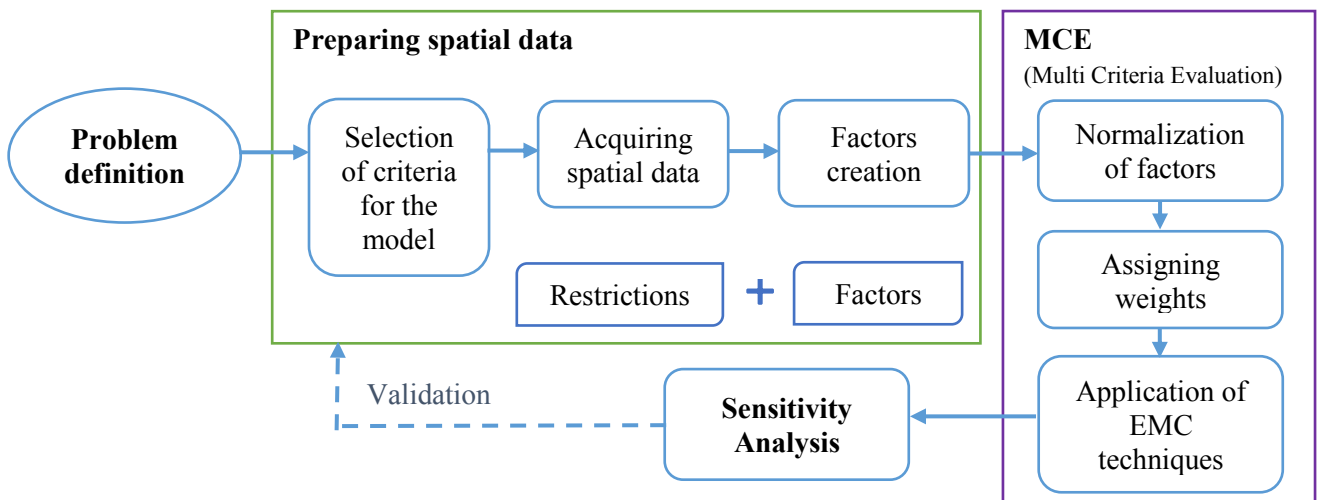 Preparing spatial data
MCE
(Multi Criteria Evaluation)
Problem
definition
Selection
of criteria
for the
model
Acquiring
spatial data
Factors
creation
Normalization
of factors
Restrictions
+
Factors
Assigning
weights
Validation
Sensitivity
Analysis
Application of
EMC
techniques